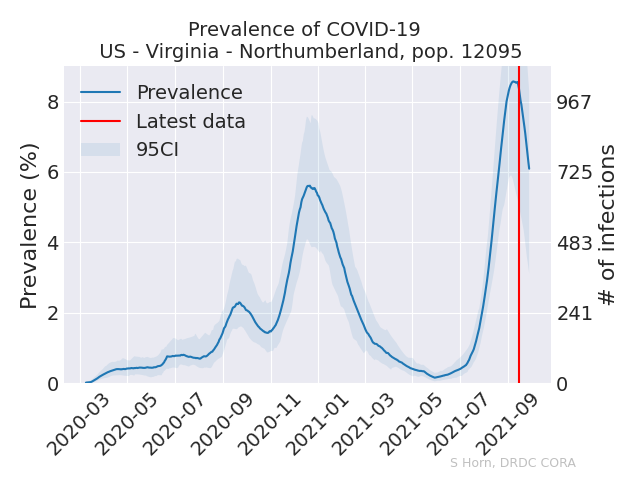 Prevalence of COVID-19
US - Virginia - Northumberland, pop. 12095
Prevalence
Latest data
95CI
Prevalence (%)
8
6
4
2
0
967
725
483
241
0
# of infections
2020-03
2020-05
2020-07
2020-09
2020-11
2021-01
2021-03
2021-05
2021-07
2021-09
S Horn, DRDC CORA